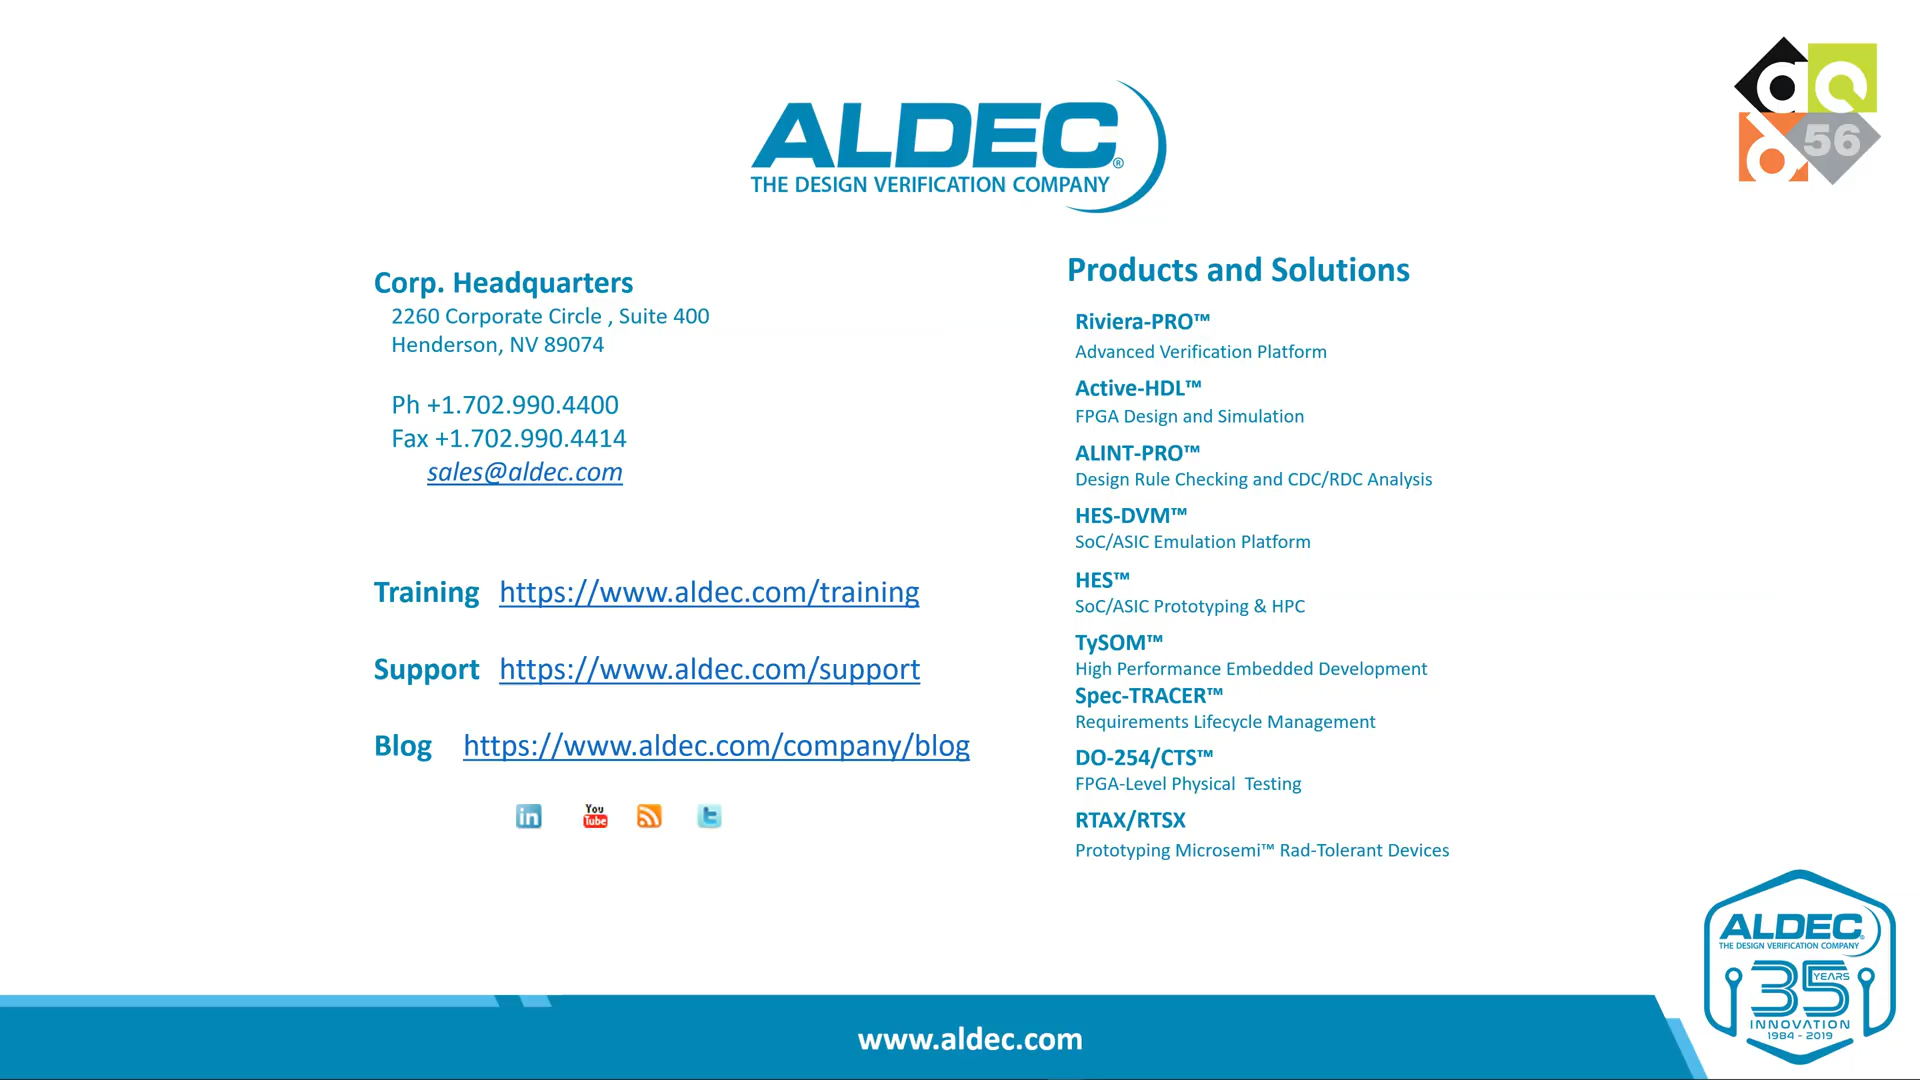 ALDEC®
THE DESIGN VERIFICATION COMPANY
56
Corp. Headquarters
2260 Corporate Circle , Suite 400
Henderson, NV 89074
Ph +1.702.990.4400
Fax +1.702.990.4414
sales@aldec.com
Training https://www.aldec.com/training
Support https://www.aldec.com/support
Blog https://www.aldec.com/company/blog
in
You
Tube
Products and Solutions
Riviera-PRO™
Advanced Verification Platform
Active-HDL™
FPGA Design and Simulation
ALINT-PRO™
Design Rule Checking and CDC/RDC Analysis
HES-DVM™
SoC/ASIC Emulation Platform
HES™
SoC/ASIC Prototyping & HPC
TySOM™
High Performance Embedded Development
Spec-TRACER™
Requirements Lifecycle Management
DO-254/CTS™
FPGA-Level Physical Testing
RTAX/RTSX
Prototyping Microsemi™ Rad-Tolerant Devices
ALDEC®
THE DESIGN VERIFICATION COMPANY
35 YEARS
INNOVATION
1984 - 2019
www.aldec.com